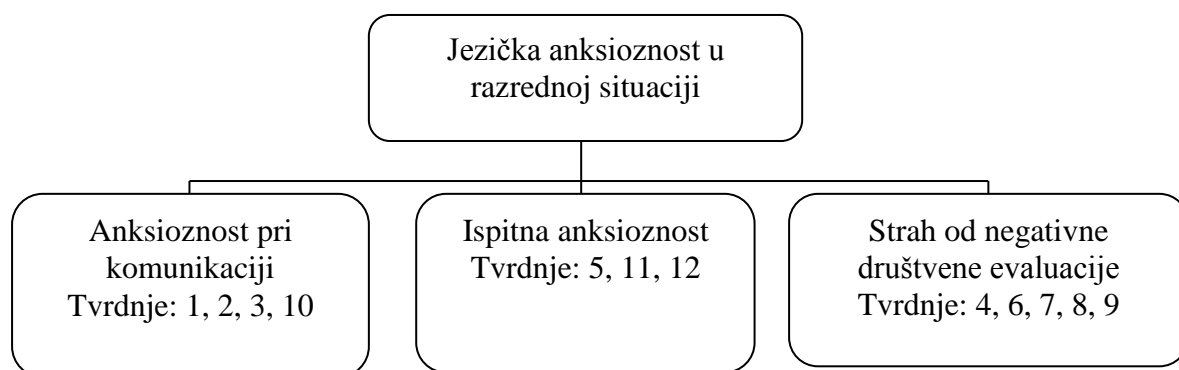 Jezička anksioznost u
razrednoj situaciji
Anksioznost pri
komunikaciji
Tvrdnje: 1, 2, 3, 10
Ispitna anksioznost
Tvrdnje: 5, 11, 12
Strah od negativne
društvene evaluacije
Tvrdnje: 4, 6, 7, 8, 9